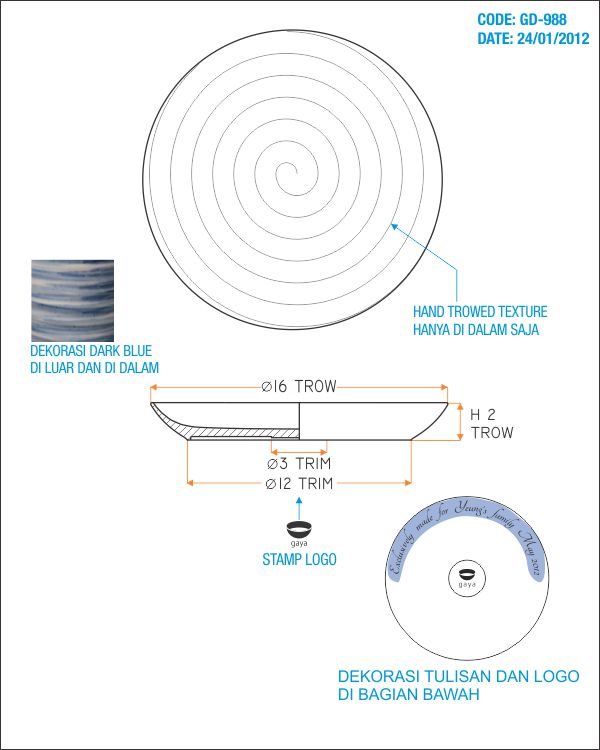 CODE: GD-988
DATE: 24/01/2012
HAND TROWED TEXTURE
HANYA DI DALAM SAJA
DEKORASI DARK BLUE
DI LUAR DAN DI DALAM
Ø16 TROW
H 2
TROW
Ø3 TRIM
Ø12 TRIM
gaya
STAMP LOGO
Exclusively made for Yeung's family May 2012
gaya
DEKORASI TULISAN DAN LOGO
DI BAGIAN BAWAH